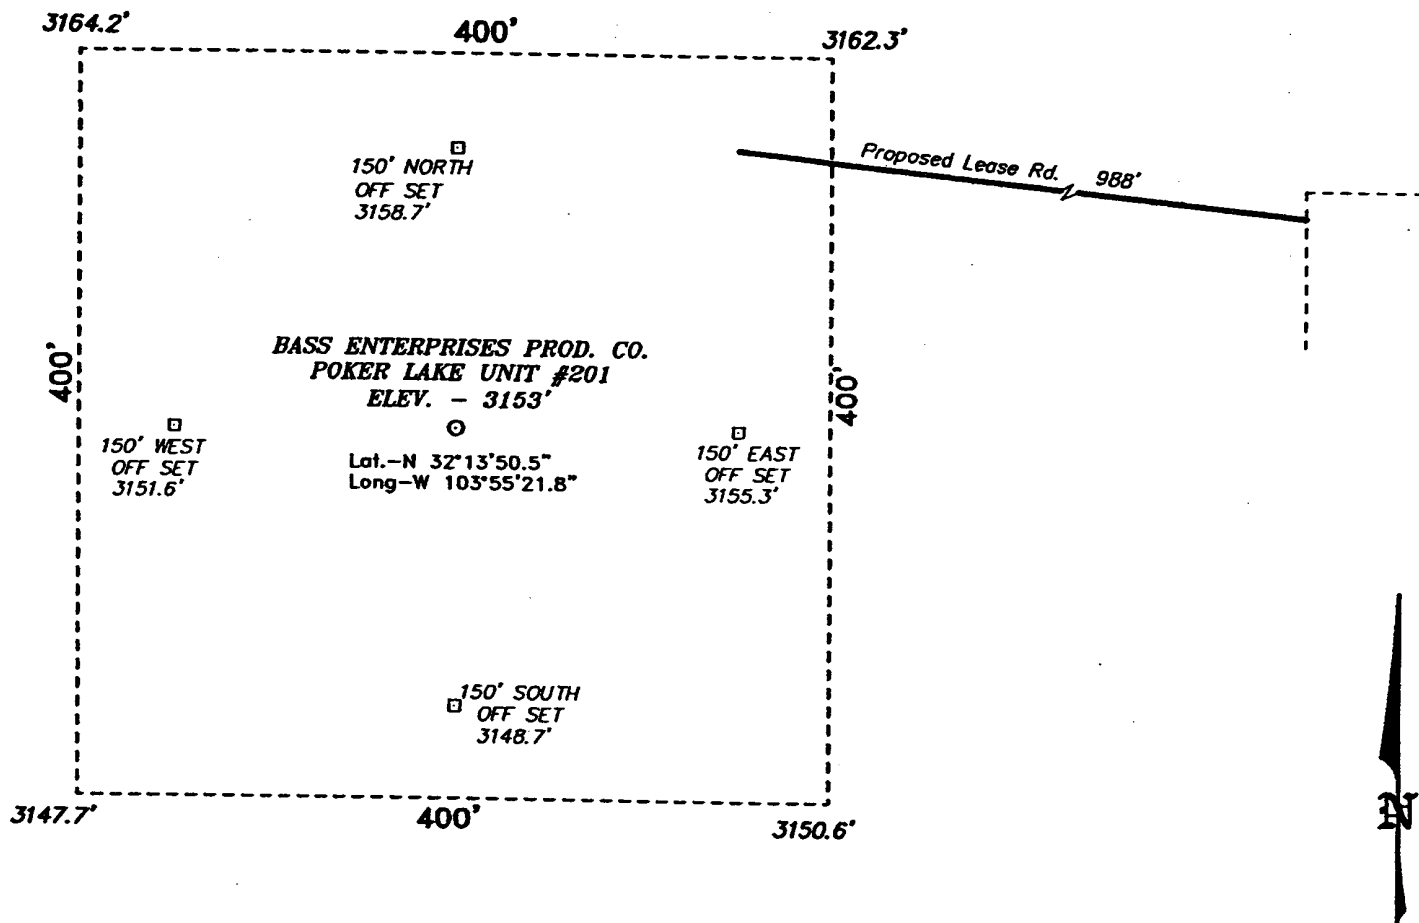 3164.2'
400'
3162.3'
Proposed Lease Rd. 988'
150' NORTH
OFF SET
3158.7'
400'
BASS ENTERPRISES PROD. CO.
POKER LAKE UNIT #201
ELEV. - 3153'
400'
150' WEST
OFF SET
3151.6'
Lat.-N 32°13'50.5"
Long-W 103°55'21.8"
150' EAST
OFF SET
3155.3'
150' SOUTH
OFF SET
3148.7'
3147.7'
400'
3150.6'
N